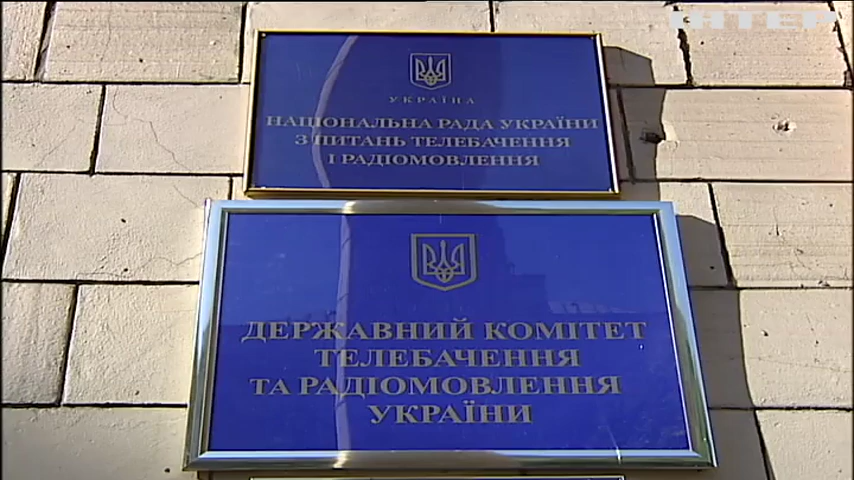 ІНТЕР
УКРАЇНА
НАЦІОНАЛЬНА РАДА УКРАЇНИ
З ПИТАНЬ ТЕЛЕБАЧЕННЯ
І РАДІОМОВЛЕННЯ
ДЕРЖАВНИЙ КОМІТЕТ
ТЕЛЕБАЧЕННЯ
ТА РАДІОМОВЛЕННЯ
УКРАЇНИ